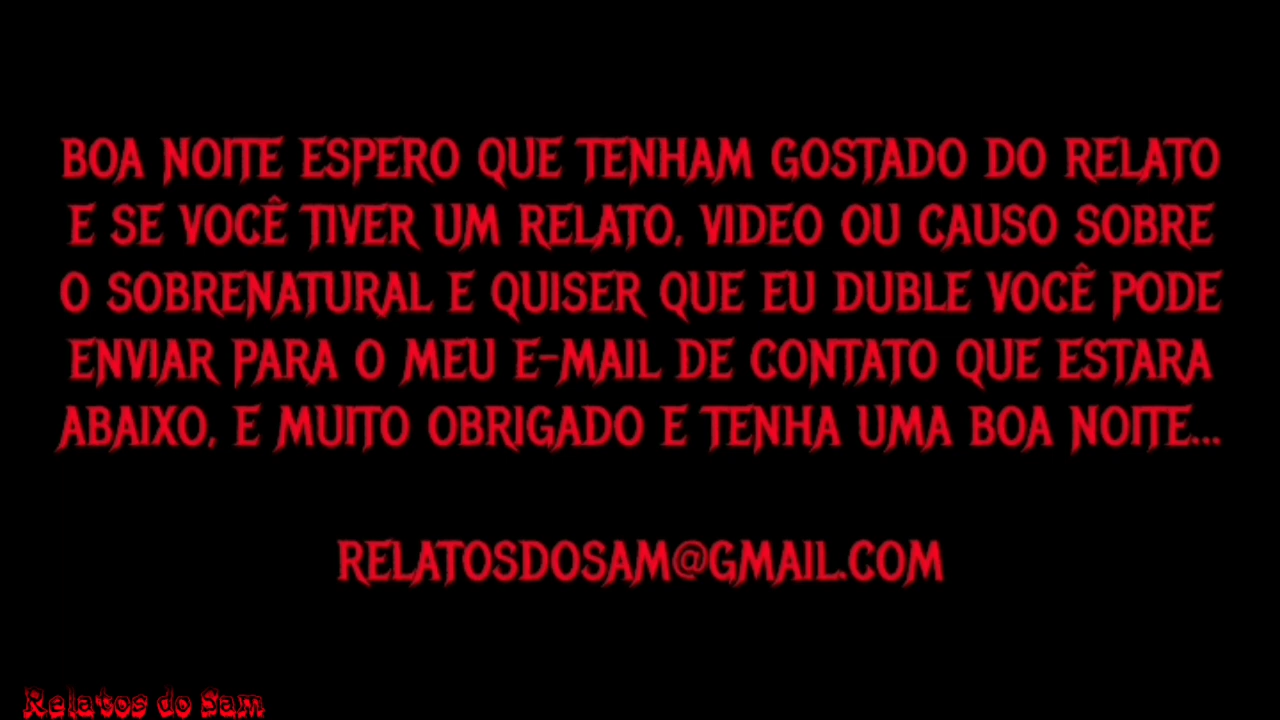 BOA NOITE ESPERO QUE TENHAM GOSTADO DO RELATO
E SE VOCÊ TIVER UM RELATO, VIDEO OU CAUSO SOBRE
O SOBRENATURAL E QUISER QUE EU DUBLE VOCÊ PODE
ENVIAR PARA O MEU E-MAIL DE CONTATO QUE ESTARA
ABAIXO, E MUITO OBRIGADO E TENHA UMA BOA NOITE...
RELATOSDOSAM@GMAIL.COM
Relatos do Sam